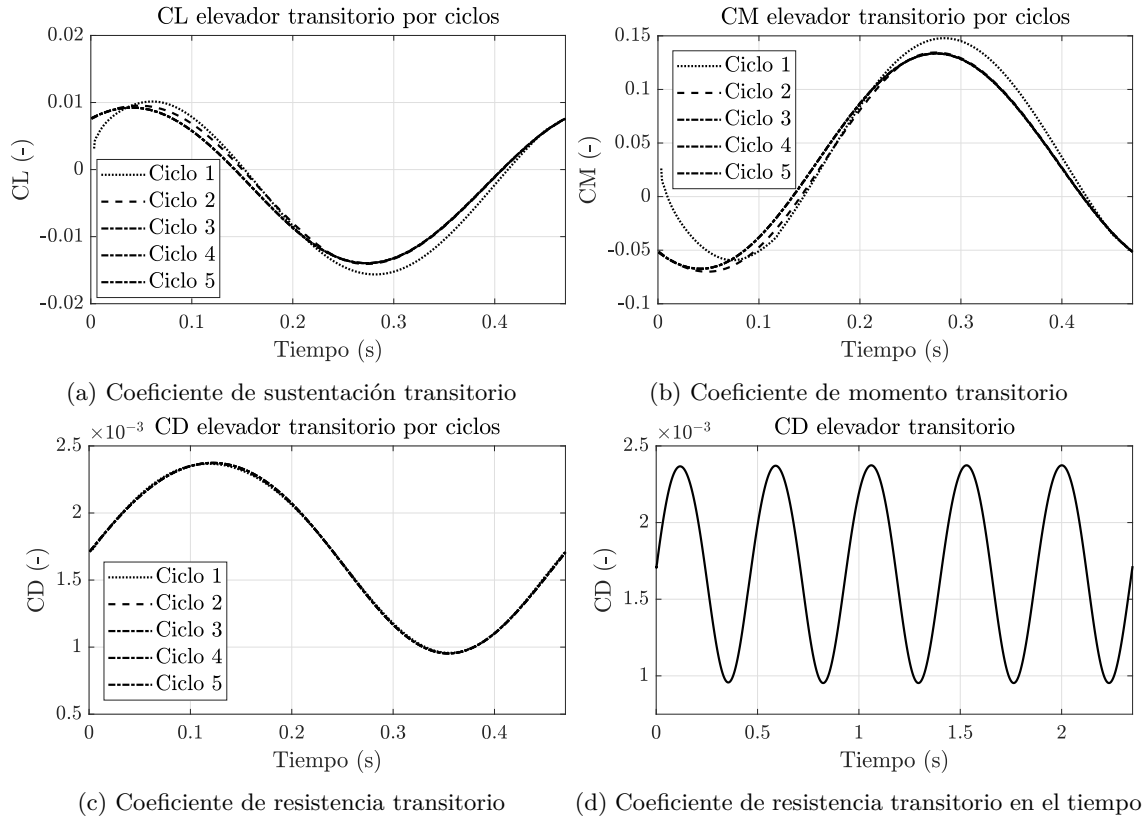 CL elevador transitorio por ciclos
0.02
0.01
0
-0.01
-0.02
CL (-)
Ciclo 1
Ciclo 2
Ciclo 3
Ciclo 4
Ciclo 5
0 0.1 0.2 0.3 0.4
Tiempo (s)
(a) Coeficiente de sustentación transitorio
CM elevador transitorio por ciclos
0.15
0.1
0.05
0
-0.05
-0.1
CM (-)
Ciclo 1
Ciclo 2
Ciclo 3
Ciclo 4
Ciclo 5
0 0.1 0.2 0.3 0.4
Tiempo (s)
(b) Coeficiente de momento transitorio
CD elevador transitorio por ciclos
×10⁻³
2.5
2
1.5
1
0.5
CD (-)
Ciclo 1
Ciclo 2
Ciclo 3
Ciclo 4
Ciclo 5
0 0.1 0.2 0.3 0.4
Tiempo (s)
(c) Coeficiente de resistencia transitorio
CD elevador transitorio
×10⁻³
2.5
2
1.5
1
CD (-)
0 0.5 1 1.5 2
Tiempo (s)
(d) Coeficiente de resistencia transitorio en el tiempo